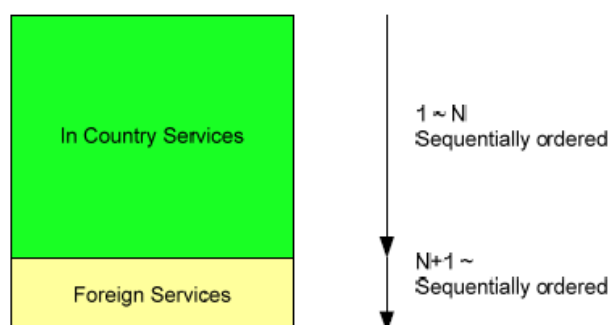 In Country Services
1 ~ N
Sequentially ordered
N+1 ~
Sequentially ordered
Foreign Services